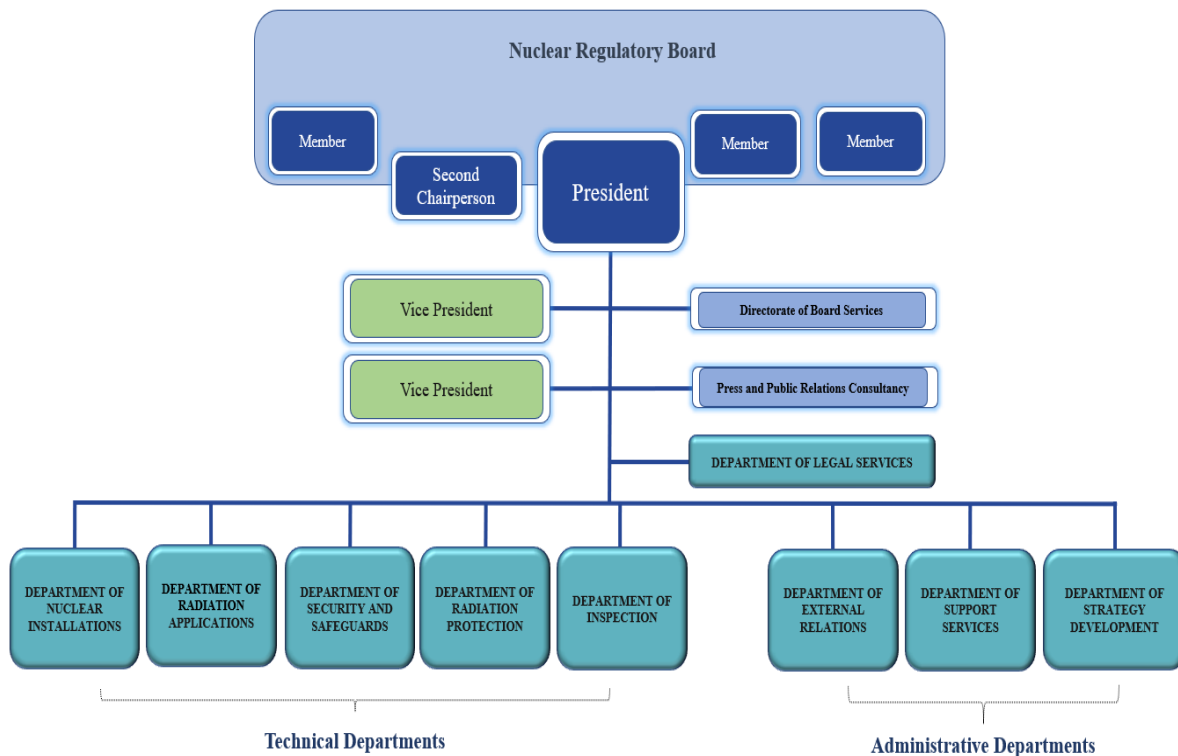 Nuclear Regulatory Board
Member
Second
Chairperson
President
Member
Member
Vice President
Directorate of Board Services
Vice President
Press and Public Relations Consultancy
DEPARTMENT OF LEGAL SERVICES
DEPARTMENT OF
NUCLEAR
INSTALLATIONS
DEPARTMENT OF
RADIATION
APPLICATIONS
DEPARTMENT OF
SECURITY AND
SAFEGUARDS
DEPARTMENT OF
RADIATION
PROTECTION
DEPARTMENT OF
INSPECTION
DEPARTMENT OF
EXTERNAL
RELATIONS
DEPARTMENT OF
SUPPORT
SERVICES
DEPARTMENT OF
STRATEGY
DEVELOPMENT
Technical Departments
Administrative Departments